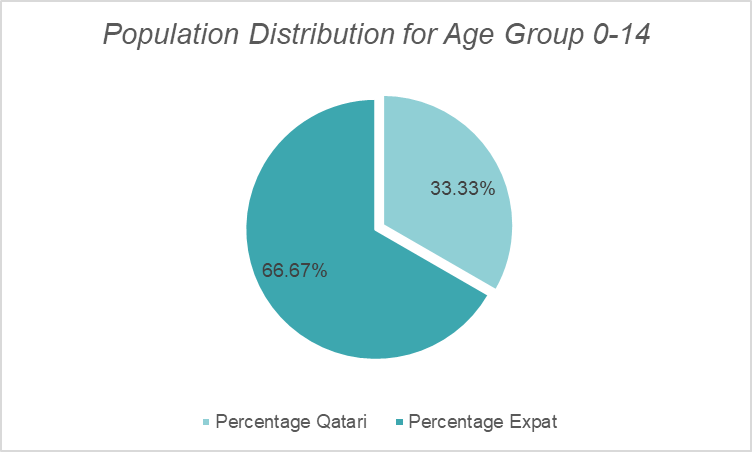 Population Distribution for Age Group 0-14
33.33%
66.67%
Percentage Qatari
Percentage Expat